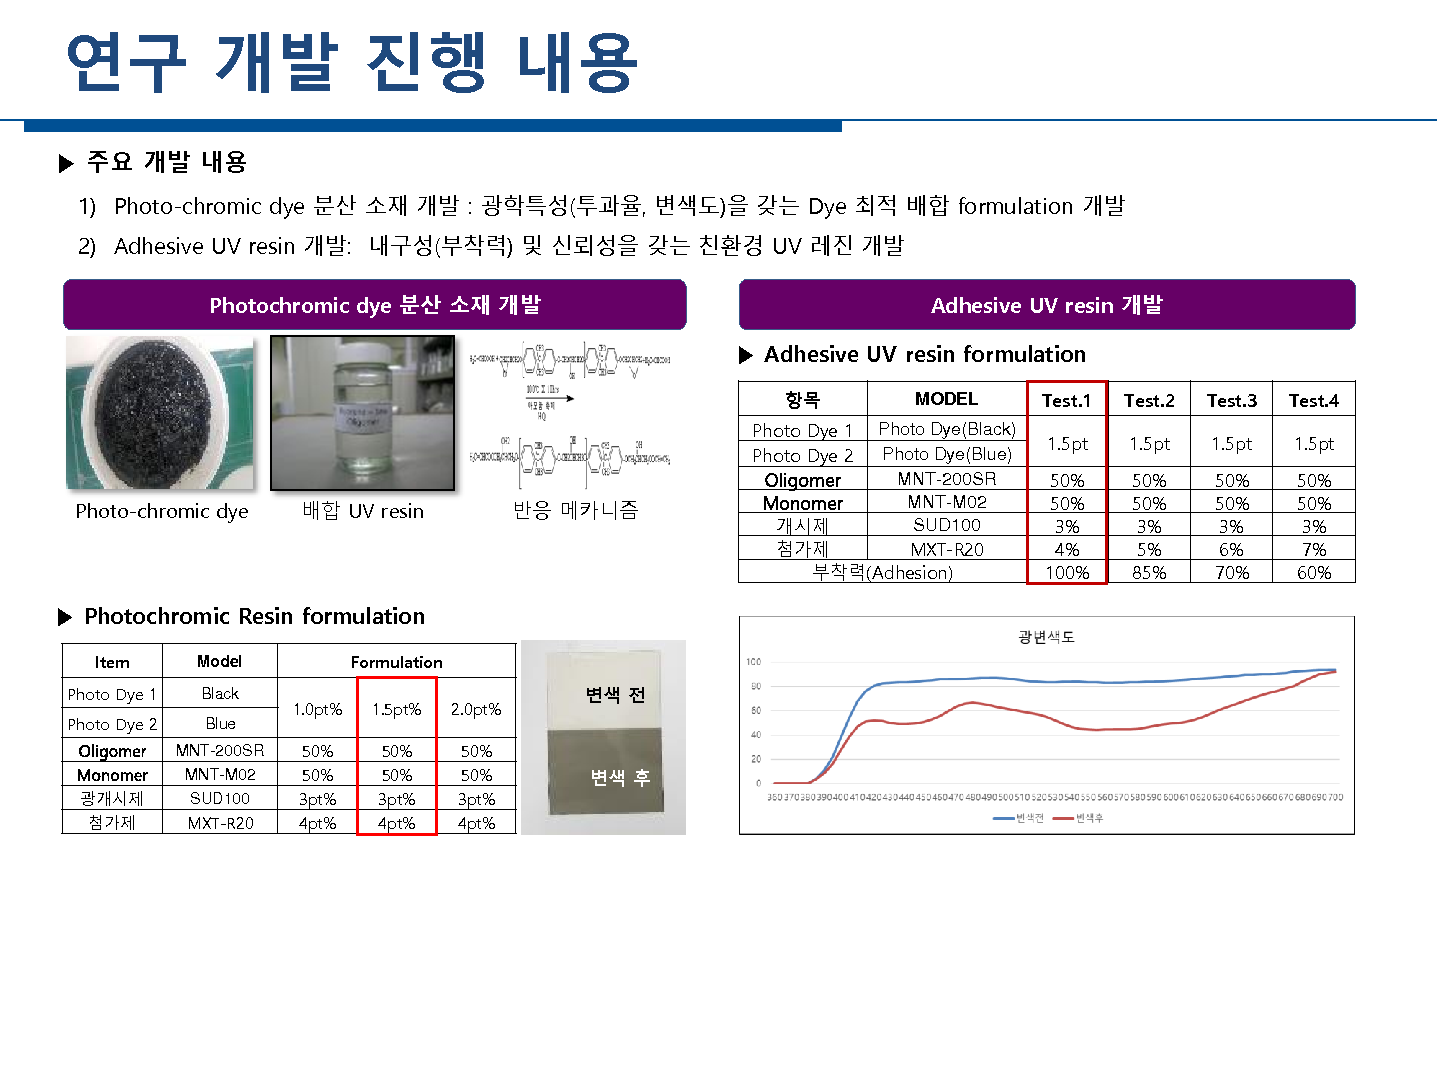 연구 개발 진행 내용
▶ 주요 개발 내용
1) Photo-chromic dye 분산 소재 개발 : 광학특성(투과율, 변색도)을 갖는 Dye 최적 배합 formulation 개발
2) Adhesive UV resin 개발: 내구성(부착력) 및 신뢰성을 갖는 친환경 UV 레진 개발
Photochromic dye 분산 소재 개발
Photo-chromic dye
배합 UV resin
반응 메카니즘
▶ Photochromic Resin formulation
Item Model Formulation
Photo Dye 1 Black 1.0pt% 1.5pt% 2.0pt%
Photo Dye 2 Blue
Oligomer MNT-200SR 50% 50% 50%
Monomer MNT-M02 50% 50% 50%
광개시제 SUD100 3pt% 3pt% 3pt%
첨가제 MXT-R20 4pt% 4pt% 4pt%
변색 전
변색 후
Adhesive UV resin 개발
▶ Adhesive UV resin formulation
항목 MODEL Test.1 Test.2 Test.3 Test.4
Photo Dye 1 Photo Dye(Black) 1.5pt 1.5pt 1.5pt 1.5pt
Photo Dye 2 Photo Dye(Blue)
Oligomer MNT-200SR 50% 50% 50% 50%
Monomer MNT-M02 50% 50% 50% 50%
개시제 SUD100 3% 3% 3% 3%
첨가제 MXT-R20 4% 5% 6% 7%
부착력(Adhesion) 100% 85% 70% 60%
광변색도
100
80
60
40
20
0
360 370 380 390 400 410 420 430 440 450 460 470 480 490 500 510 520 530 540 550 560 570 580 590 600 610 620 630 640 650 660 670 680 690 700
변색전 변색후